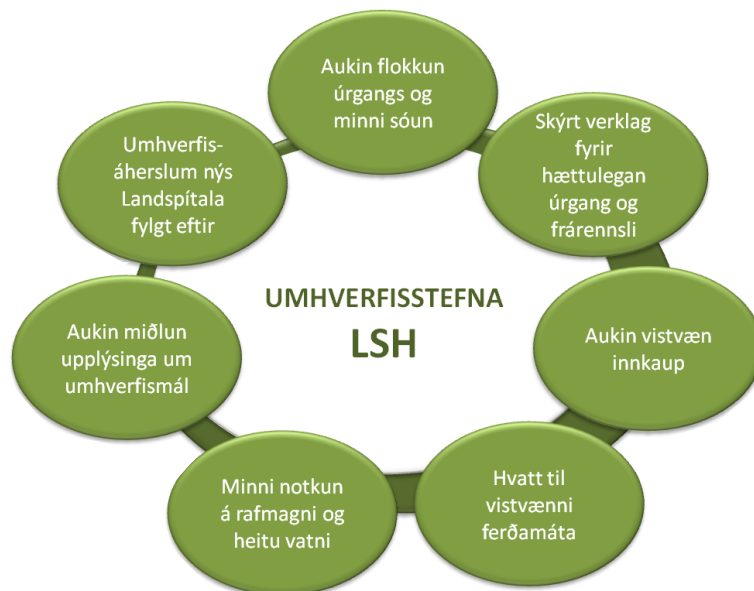 Aukin flokkun
úrgangs og
minni sóun
Skýrt verklag
fyrir
hættulegan
úrgang og
frárennsli
Aukin vistvæn
innkaup
Hvatt til
vistvænni
ferðamáta
Minni notkun
á rafmagni og
heitu vatni
Aukin miðlun
upplýsinga um
umhverfismál
Umhverfis-
áherslum nýs
Landspítala
fylgt eftir
UMHVERFISSTEFNA
LSH